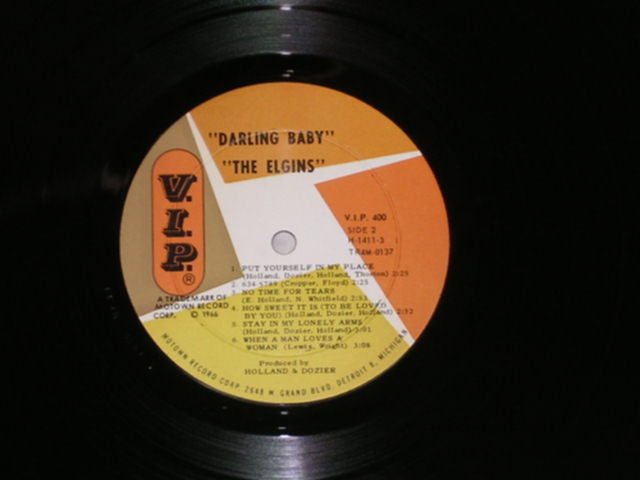 "DARLING BABY"
"THE ELGINS"
V.I.P.®
V.I.P. 400
SIDE 2
H-1411-3
TRAM-0137
1. PUT YOURSELF IN MY PLACE
(Holland, Dozier, Holland, Thorton) 2:25
2. 634-5789 (Cropper, Floyd) 2:25
3. NO TIME FOR TEARS
(E. Holland, N. Whitfield) 2:53
4. HOW SWEET IT IS (TO BE LOVED
BY YOU) (Holland, Dozier, Holland) 2:52
5. STAY IN MY LONELY ARMS
(Holland, Dozier, Holland) 3:01
6. WHEN A MAN LOVES A
WOMAN (Lewis, Wright) 3:08
A TRADEMARK OF
MOTOWN RECORD
CORP. © 1966
Produced by
HOLLAND & DOZIER
MOTOWN RECORD CORP. 2648 W. GRAND BLVD. DETROIT 8, MICHIGAN